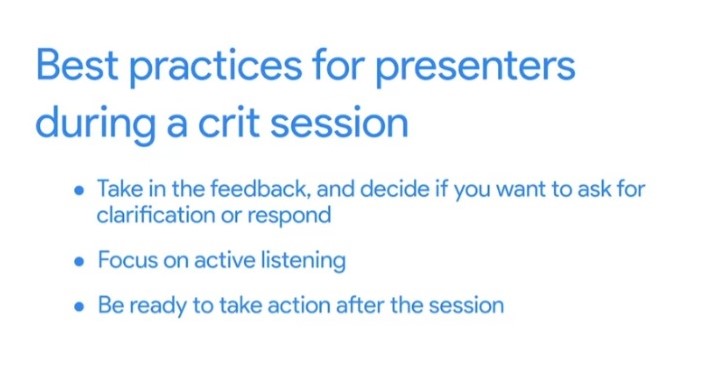 Best practices for presenters
during a crit session
● Take in the feedback, and decide if you want to ask for
clarification or respond
● Focus on active listening
● Be ready to take action after the session